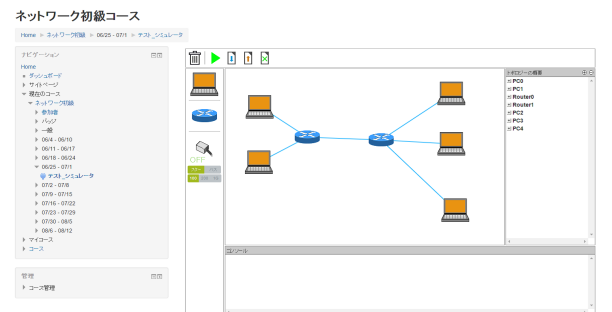 ネットワーク初級コース
Home ▶ ネットワーク初級 ▶ 06/25 - 07/1 ▶ テスト_シミュレータ
ナビゲーション
Home
ダッシュボード
サイトページ
現在のコース
ネットワーク初級
参加者
バッジ
一般
06/4 - 06/10
06/11 - 06/17
06/18 - 06/24
06/25 - 07/1
テスト_シミュレータ
07/2 - 07/8
07/9 - 07/15
07/16 - 07/22
07/23 - 07/29
07/30 - 08/5
08/6 - 08/12
マイコース
コース
管理
コース管理
OFF
トポロジーの概要
PC0
PC1
Router0
Router1
PC2
PC3
PC4
コンソール